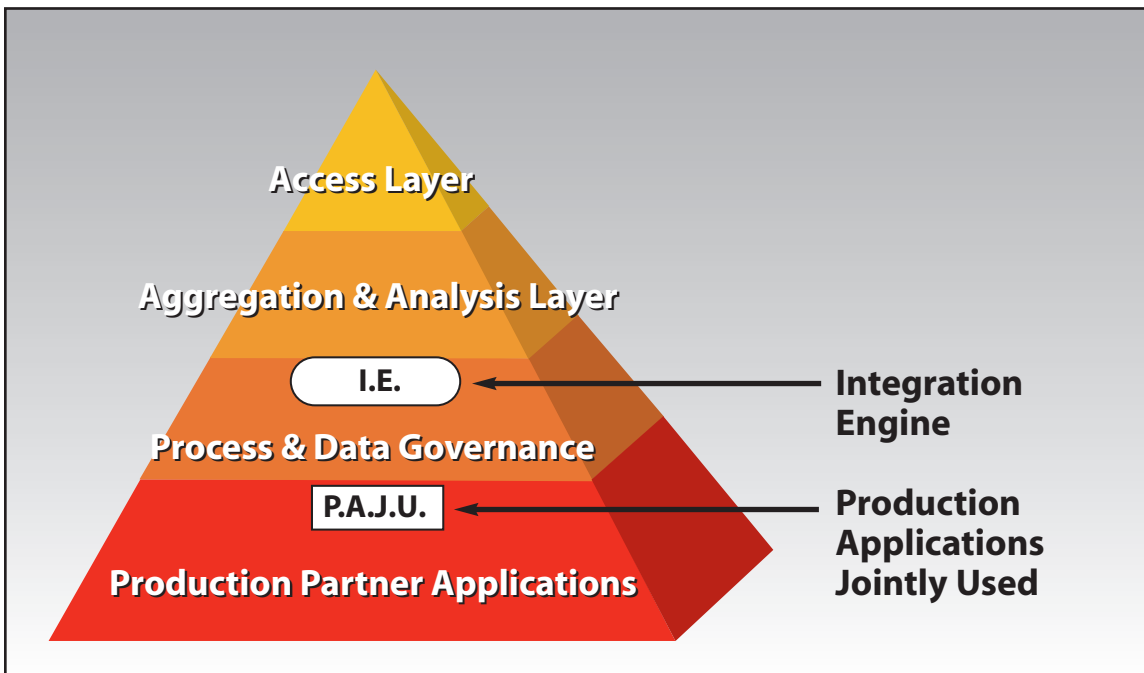 Access Layer
Aggregation & Analysis Layer
I.E.
Integration
Engine
Process & Data Governance
P.A.J.U.
Production
Applications
Jointly Used
Production Partner Applications